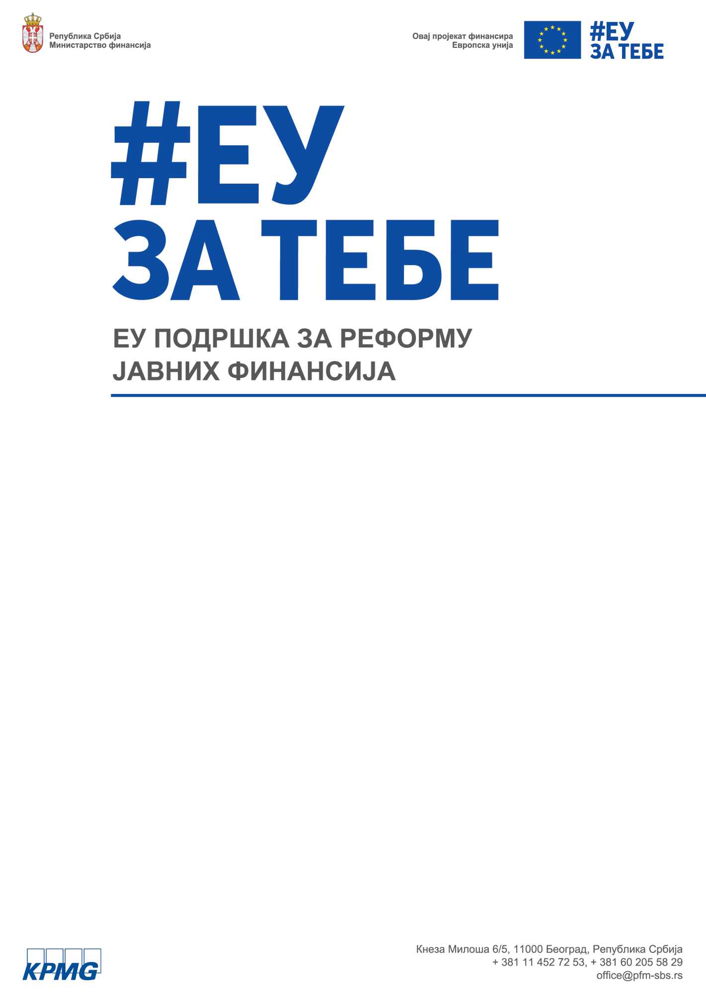 Република Србија
Министарство финансија
Овај пројекат финансира
Европска унија
#ЕУ
ЗА ТЕБЕ
#ЕУ
ЗА ТЕБЕ
ЕУ ПОДРШКА ЗА РЕФОРМУ
ЈАВНИХ ФИНАНСИЈА
KPMG
Кнеза Милоша 6/5, 11000 Београд, Република Србија
+ 381 11 452 72 53, + 381 60 205 58 29
office@pfm-sbs.rs